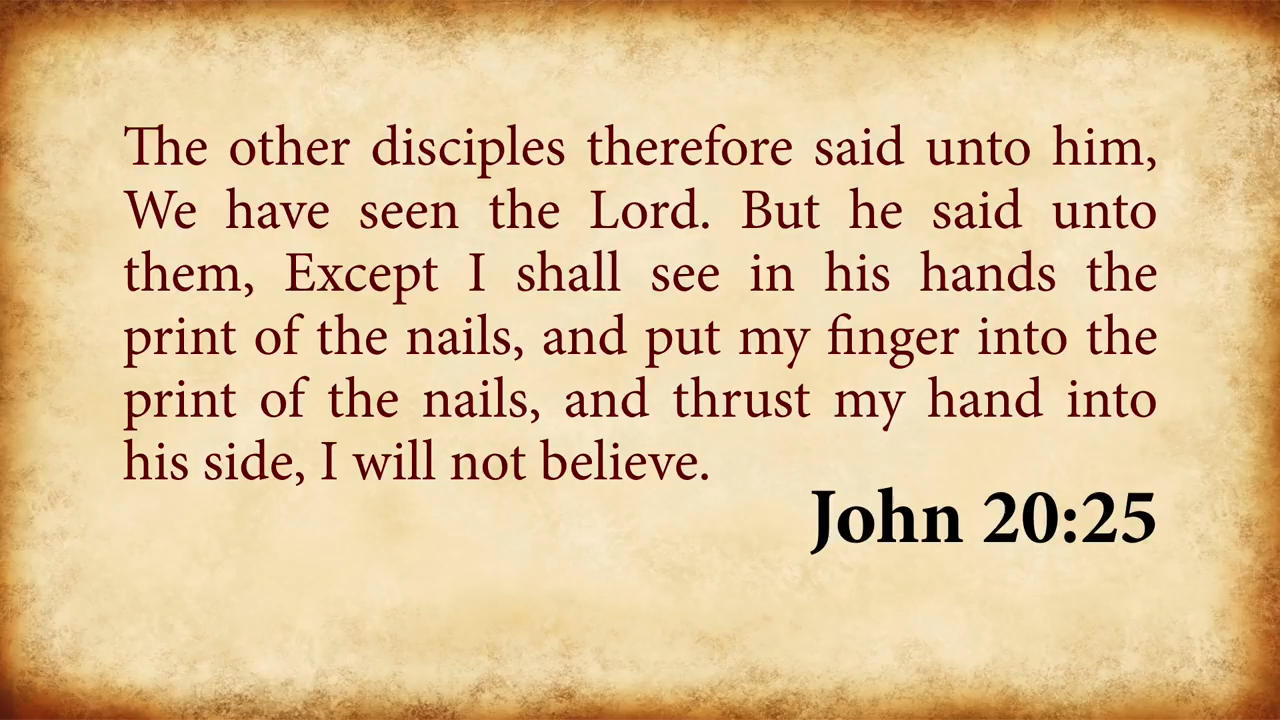 The other disciples therefore said unto him,
We have seen the Lord. But he said unto
them, Except I shall see in his hands the
print of the nails, and put my finger into the
print of the nails, and thrust my hand into
his side, I will not believe.
John 20:25